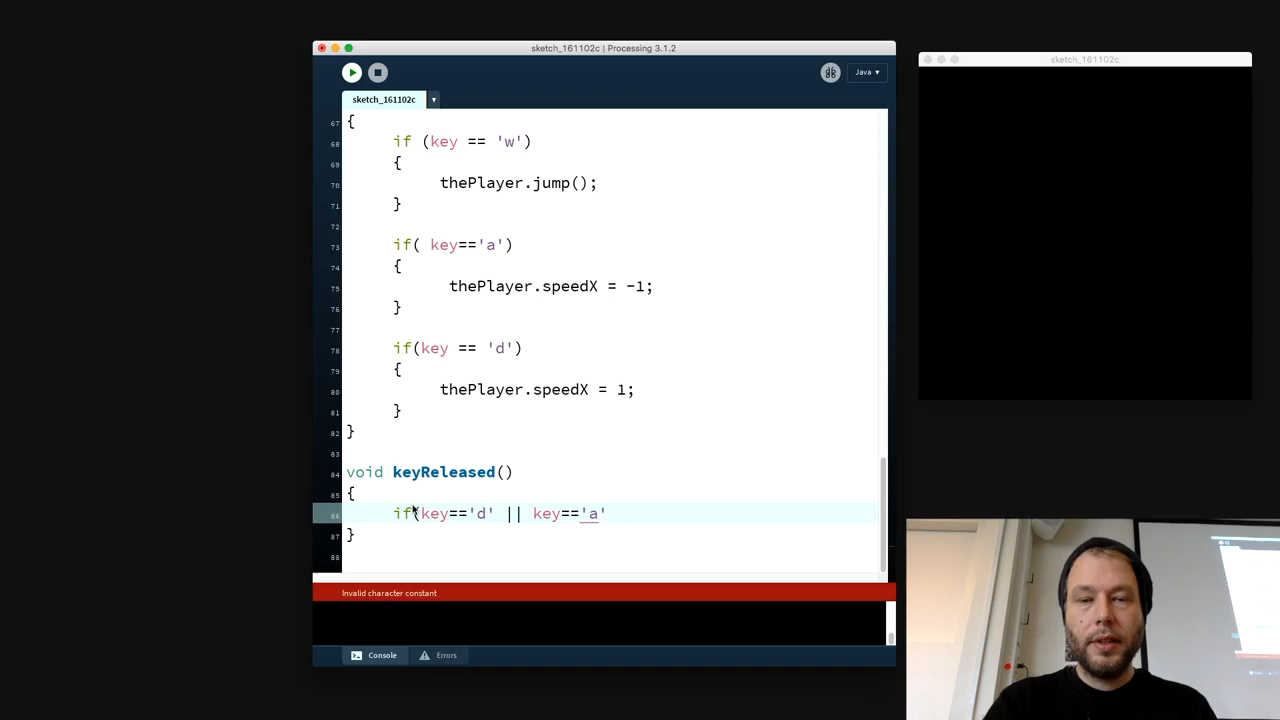 sketch_161102c | Processing 3.1.2
sketch_161102c
Java ▾
sketch_161102c
67 {
68 if (key == 'w')
69 {
70 thePlayer.jump();
71 }
72
73 if( key=='a')
74 {
75 thePlayer.speedX = -1;
76 }
77
78 if(key == 'd')
79 {
80 thePlayer.speedX = 1;
81 }
82 }
83
84 void keyReleased()
85 {
86 if(key=='d' || key=='a'
87 }
88
Invalid character constant
Console
Errors